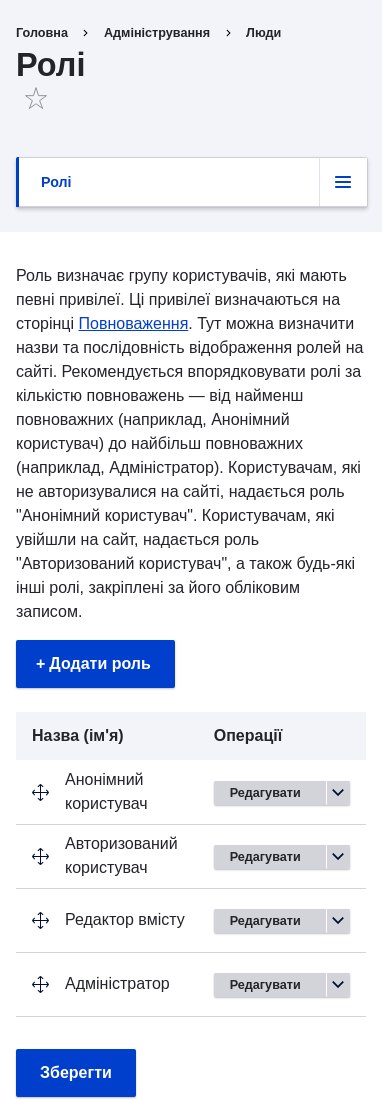 Головна > Адміністрування > Люди
Ролі
Ролі
Роль визначає групу користувачів, які мають
певні привілеї. Ці привілеї визначаються на
сторінці Повноваження. Тут можна визначити
назви та послідовність відображення ролей на
сайті. Рекомендується впорядковувати ролі за
кількістю повноважень — від найменш
повноважних (наприклад, Анонімний
користувач) до найбільш повноважних
(наприклад, Адміністратор). Користувачам, які
не авторизувалися на сайті, надається роль
"Анонімний користувач". Користувачам, які
увійшли на сайт, надається роль
"Авторизований користувач", а також будь-які
інші ролі, закріплені за його обліковим
записом.
+ Додати роль
Назва (ім'я) Операції
Анонімний
користувач
Редагувати
Авторизований
користувач
Редагувати
Редактор вмісту Редагувати
Адміністратор Редагувати
Зберегти